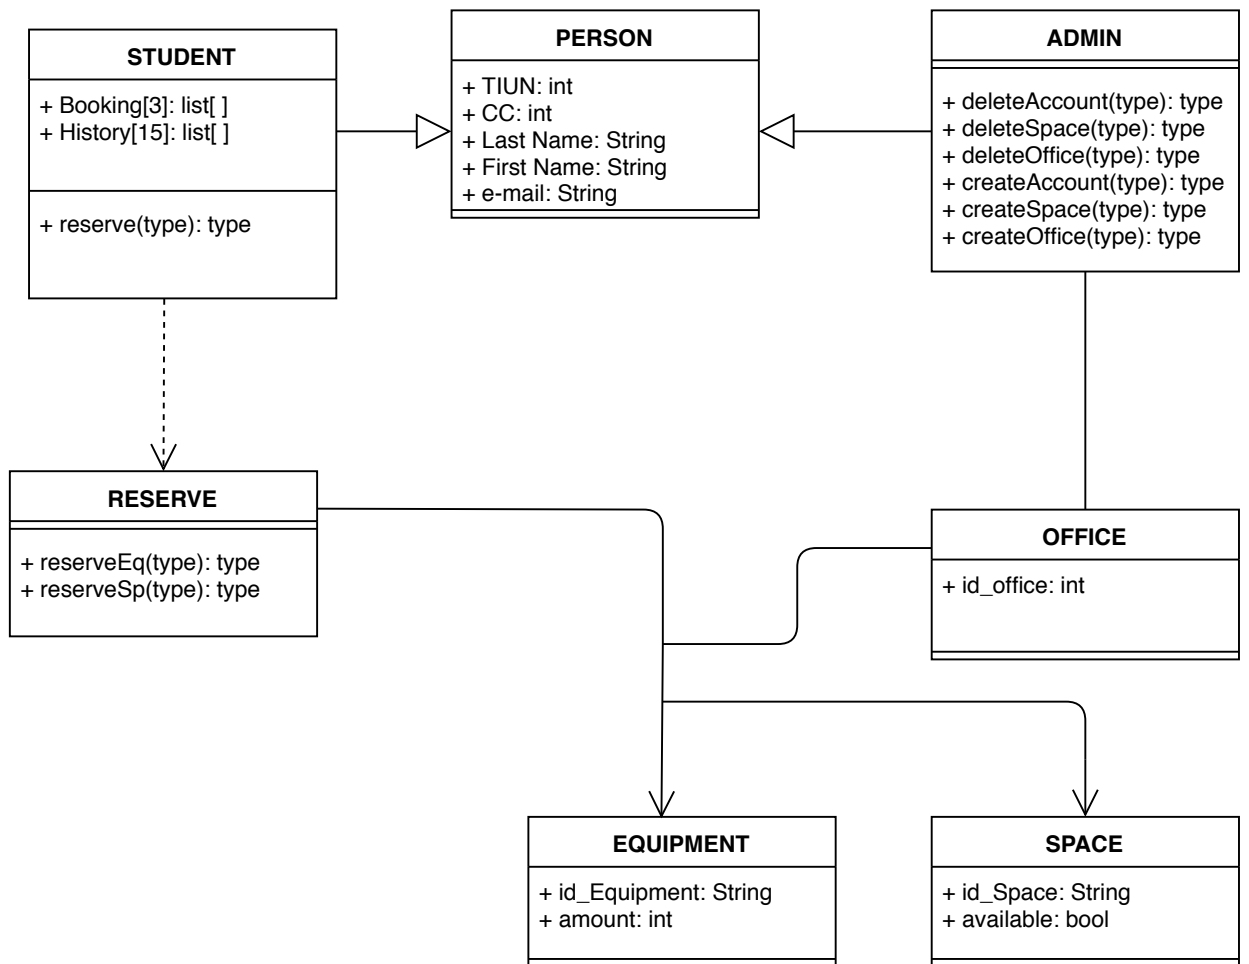 STUDENT
+ Booking[3]: list[ ]
+ History[15]: list[ ]
+ reserve(type): type
PERSON
+ TIUN: int
+ CC: int
+ Last Name: String
+ First Name: String
+ e-mail: String
ADMIN
+ deleteAccount(type): type
+ deleteSpace(type): type
+ deleteOffice(type): type
+ createAccount(type): type
+ createSpace(type): type
+ createOffice(type): type
RESERVE
+ reserveEq(type): type
+ reserveSp(type): type
OFFICE
+ id_office: int
EQUIPMENT
+ id_Equipment: String
+ amount: int
SPACE
+ id_Space: String
+ available: bool